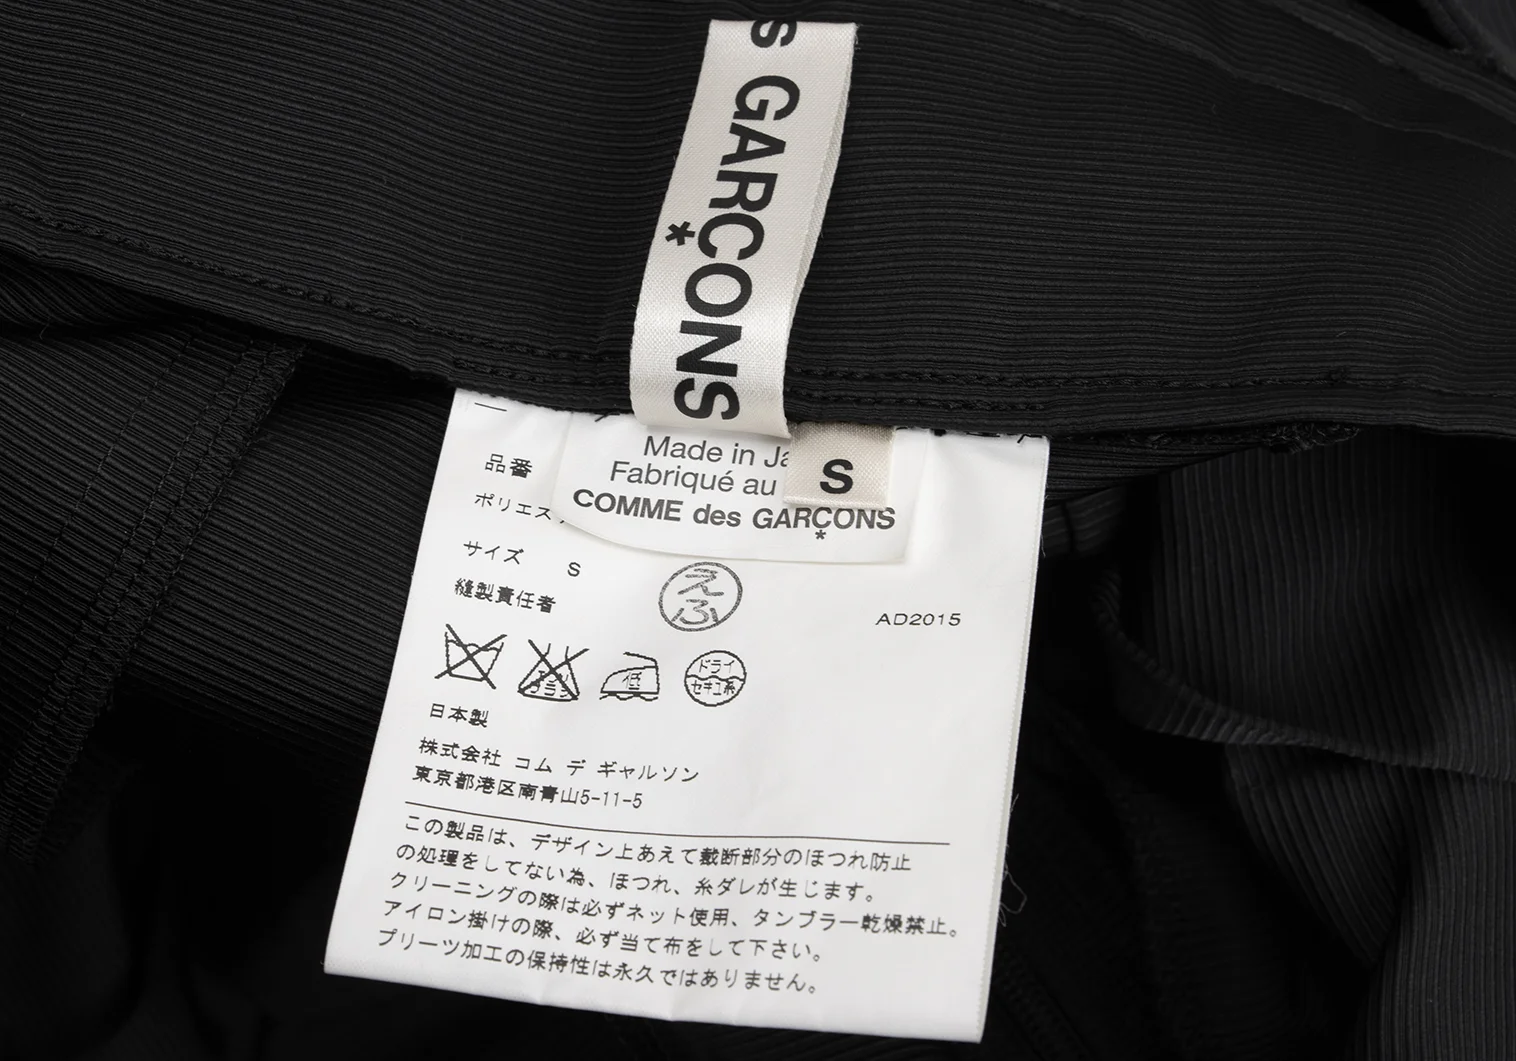 S GARÇONS
*
Made in Ja
Fabriqué au
S
COMME des GARÇONS
*
品番
ポリエス
サイズ S
縫製責任者
えふ
AD2015
低
ドライ
セキユ系
日本製
株式会社 コム デ ギャルソン
東京都港区南青山5-11-5
この製品は、デザイン上あえて裁断部分のほつれ防止
の処理をしてない為、ほつれ、糸ダレが生じます。
クリーニングの際は必ずネット使用、タンブラー乾燥禁止。
アイロン掛けの際、必ず当て布をして下さい。
プリーツ加工の保持性は永久ではありません。